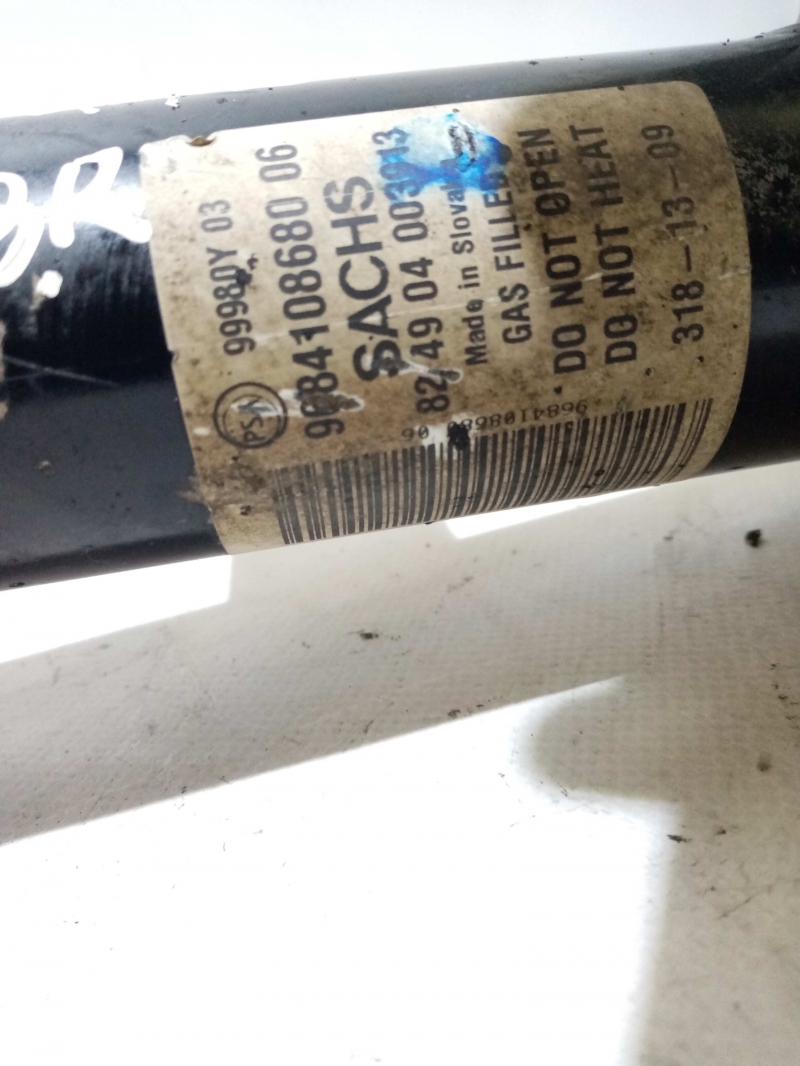 99980Y 03
PSA
9684108680 06
SACHS
82 49 04 003913
Made in Slovakia
GAS FILLED
DO NOT OPEN
DO NOT HEAT
318-13-09
9684108680 06